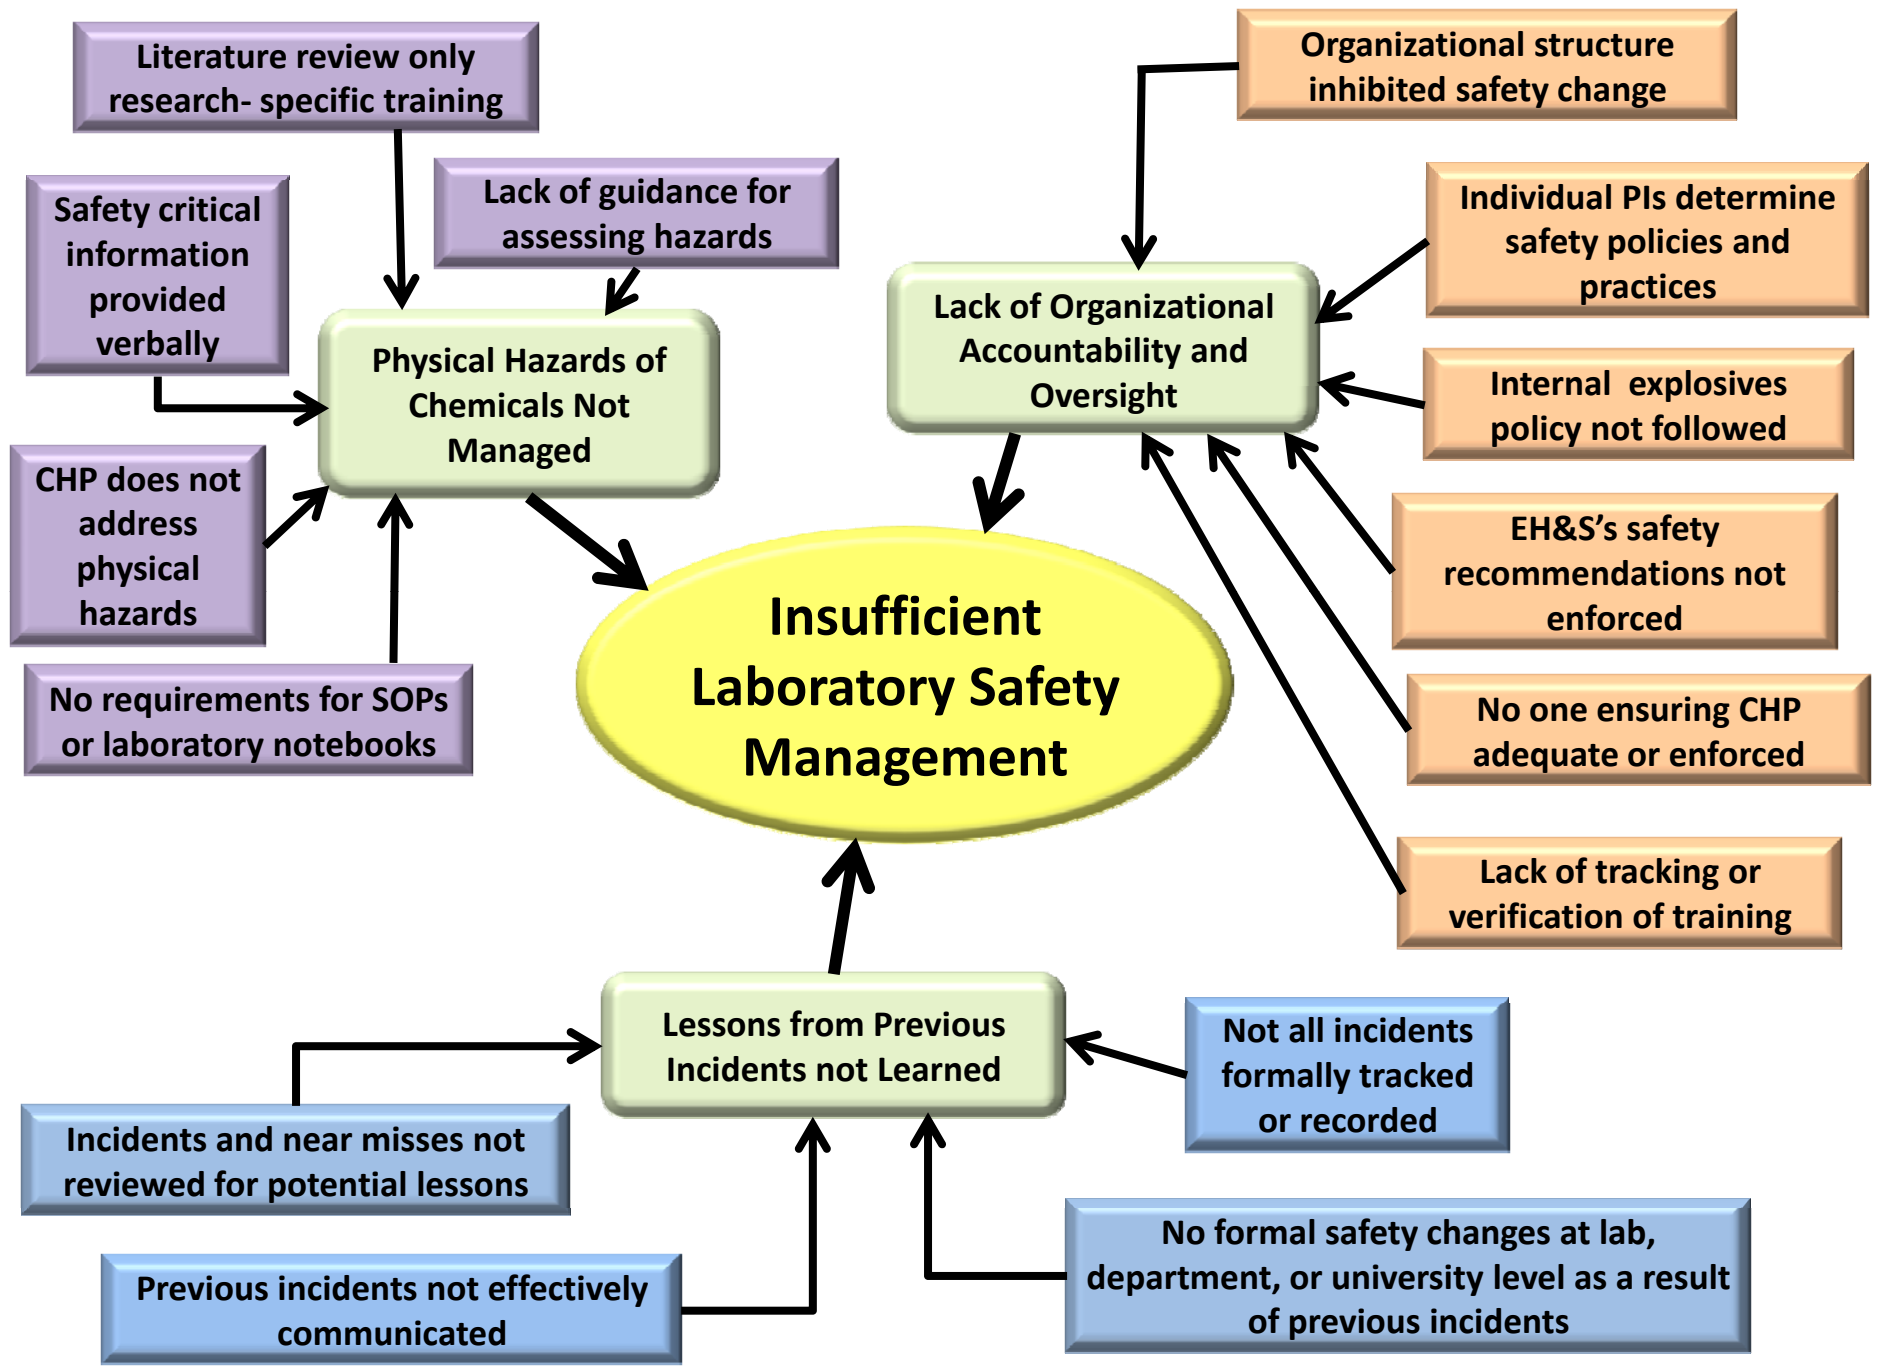 Literature review only
research- specific training
Safety critical
information
provided
verbally
Lack of guidance for
assessing hazards
Physical Hazards of
Chemicals Not
Managed
CHP does not
address
physical
hazards
No requirements for SOPs
or laboratory notebooks
Organizational structure
inhibited safety change
Individual PIs determine
safety policies and
practices
Lack of Organizational
Accountability and
Oversight
Internal  explosives
policy not followed
EH&S’s safety
recommendations not
enforced
No one ensuring CHP
adequate or enforced
Lack of tracking or
verification of training
Insufficient
Laboratory Safety
Management
Lessons from Previous
Incidents not Learned
Not all incidents
formally tracked
or recorded
Incidents and near misses not
reviewed for potential lessons
Previous incidents not effectively
communicated
No formal safety changes at lab,
department, or university level as a result
of previous incidents